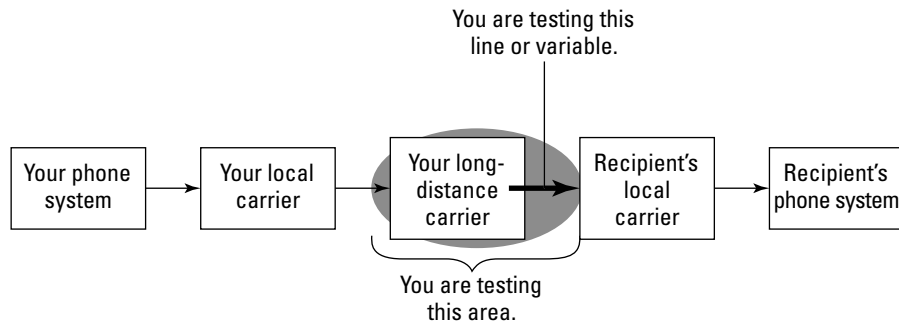 You are testing this
line or variable.
Your phone
system
Your local
carrier
Your long-
distance
carrier
Recipient's
local
carrier
Recipient's
phone system
You are testing
this area.